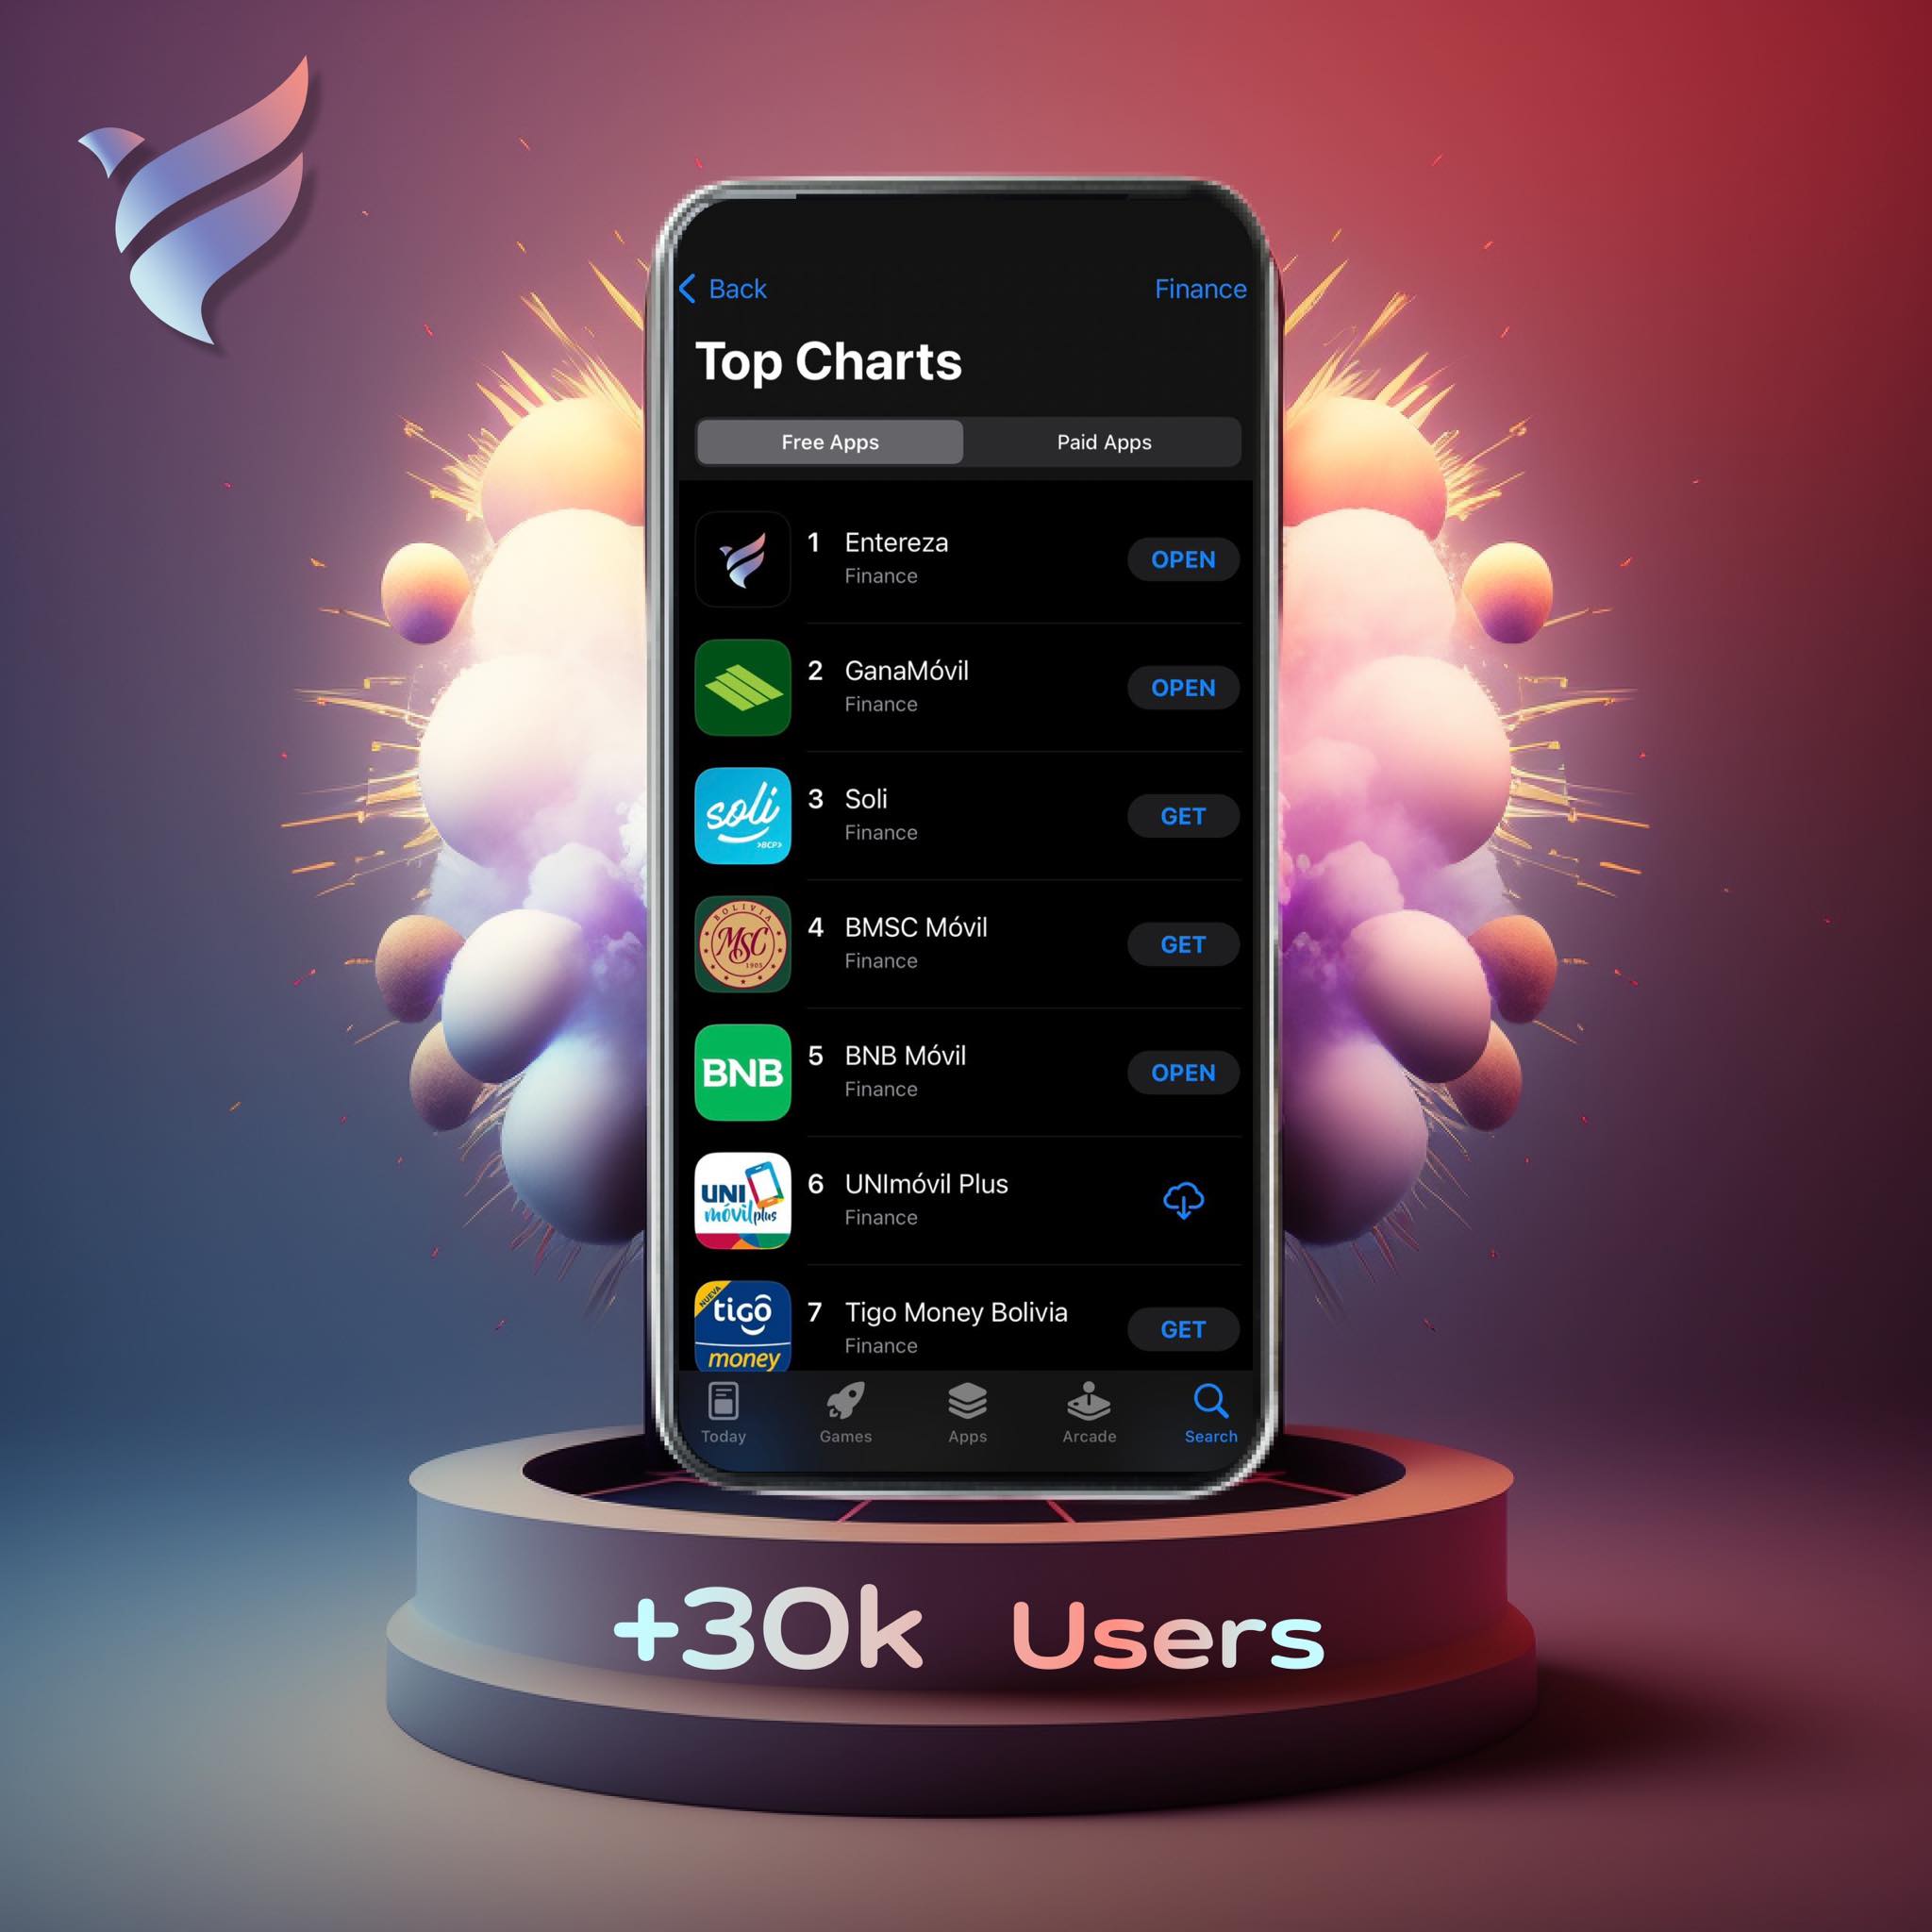 Back
Finance
Top Charts
Free Apps
Paid Apps
1 Entereza
Finance
OPEN
2 GanaMóvil
Finance
OPEN
soli
>BCP>
3 Soli
Finance
GET
BOLIVIA
MSC
1905
4 BMSC Móvil
Finance
GET
BNB
5 BNB Móvil
Finance
OPEN
UNI
móvilplus
6 UNImóvil Plus
Finance
NUEVA
tigo
money
7 Tigo Money Bolivia
Finance
GET
Today
Games
Apps
Arcade
Search
+30k Users